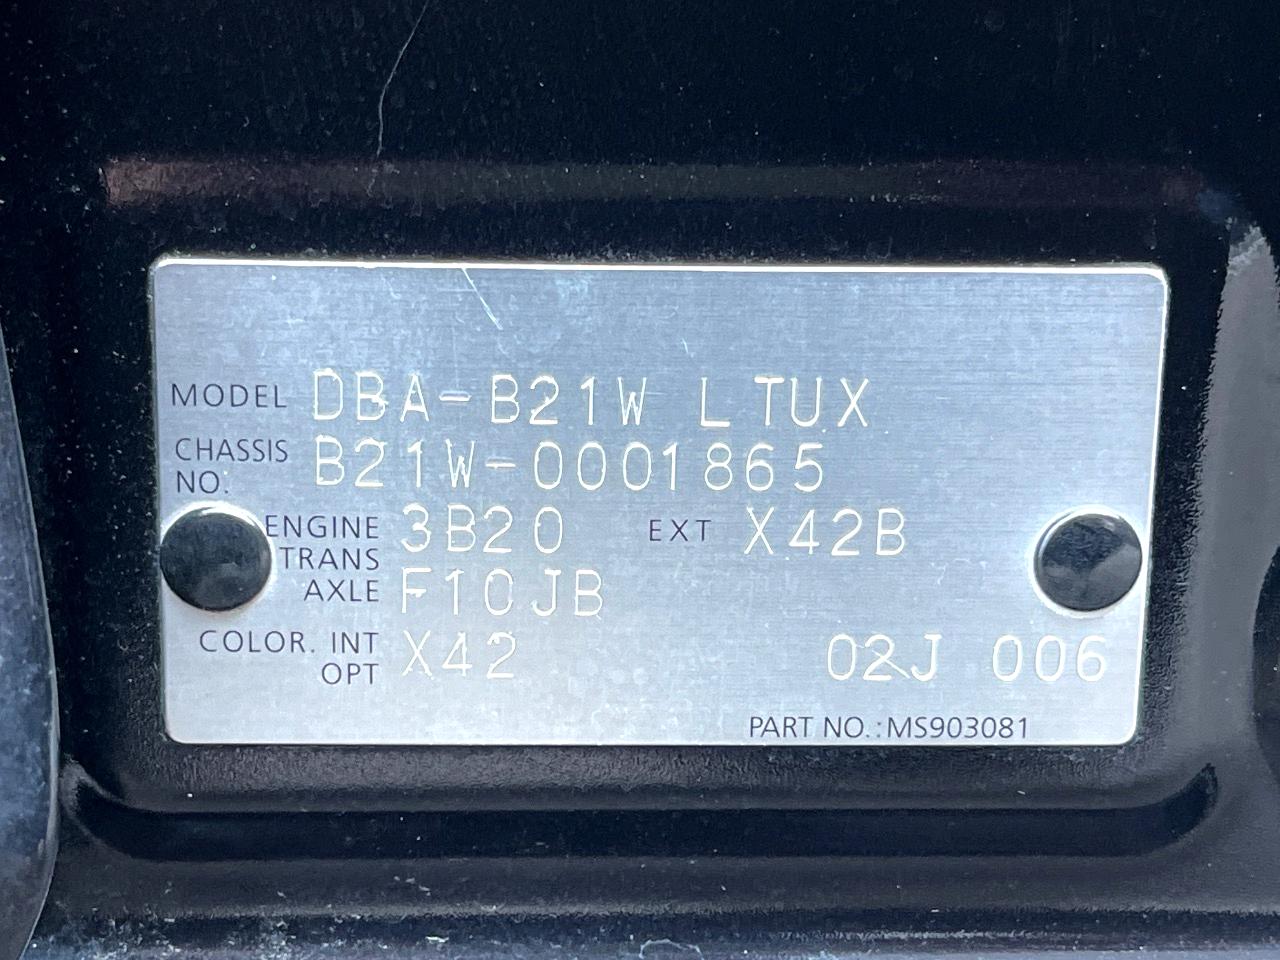 MODEL DBA-B21W LTUX
CHASSIS NO. B21W-0001865
ENGINE 3B20 EXT X42B
TRANS AXLE F10JB
COLOR. INT X42
OPT 02J 006
PART NO.:MS903081